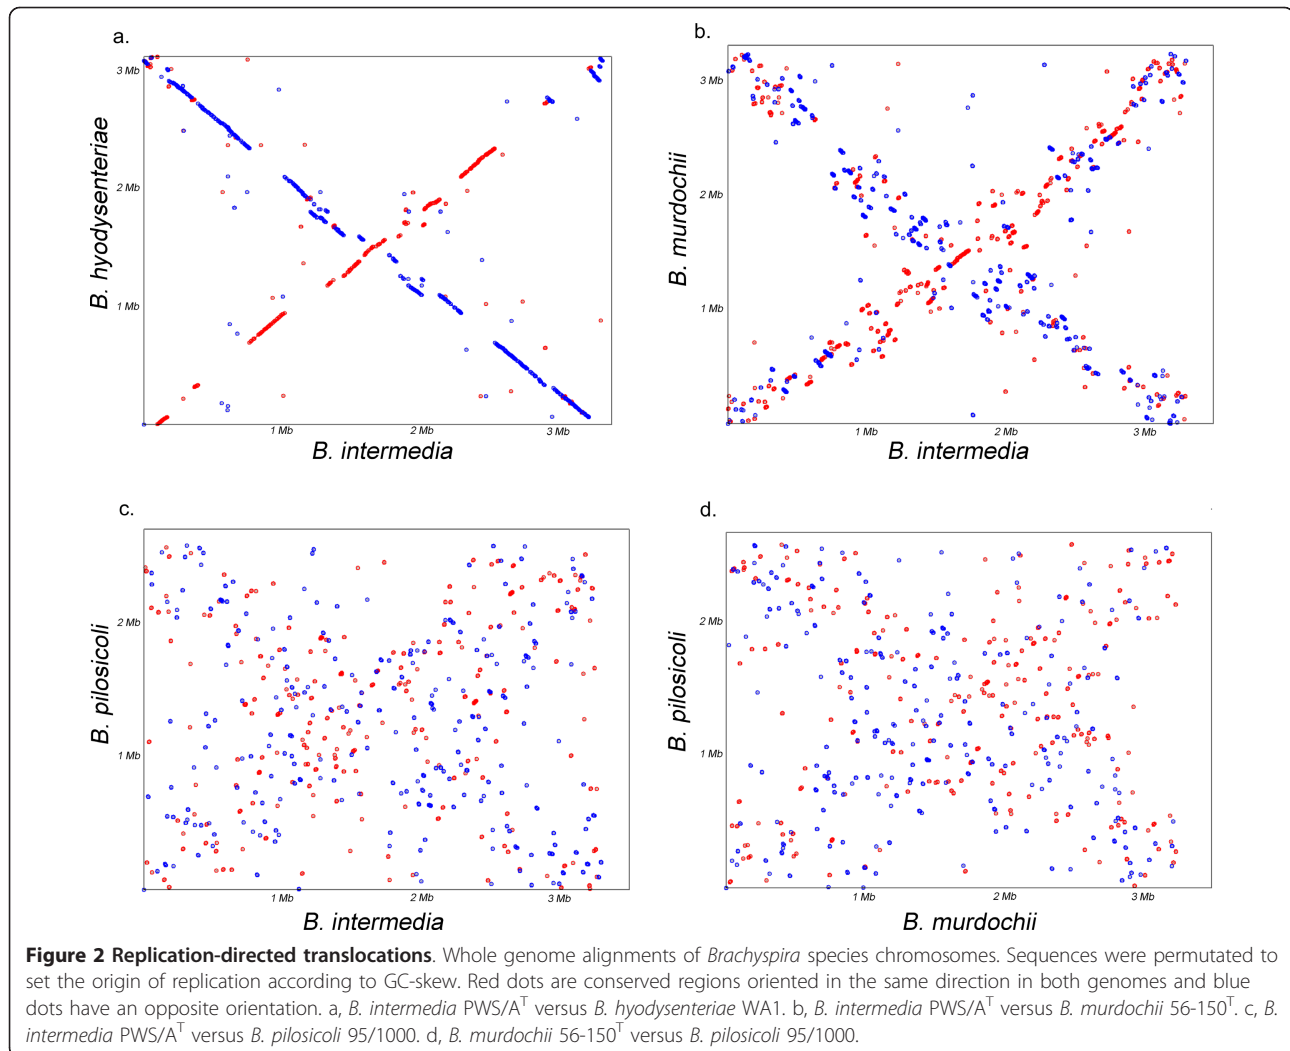 a.
3 Mb
2 Mb
1 Mb
B. hyodysenteriae
1 Mb
2 Mb
3 Mb
B. intermedia
b.
3 Mb
2 Mb
1 Mb
B. murdochii
1 Mb
2 Mb
3 Mb
B. intermedia
c.
2 Mb
1 Mb
B. pilosicoli
1 Mb
2 Mb
3 Mb
B. intermedia
d.
2 Mb
1 Mb
B. pilosicoli
1 Mb
2 Mb
3 Mb
B. murdochii
Figure 2 Replication-directed translocations. Whole genome alignments of Brachyspira species chromosomes. Sequences were permutated to
set the origin of replication according to GC-skew. Red dots are conserved regions oriented in the same direction in both genomes and blue
dots have an opposite orientation. a, B. intermedia PWS/A^T versus B. hyodysenteriae WA1. b, B. intermedia PWS/A^T versus B. murdochii 56-150^T. c, B.
intermedia PWS/A^T versus B. pilosicoli 95/1000. d, B. murdochii 56-150^T versus B. pilosicoli 95/1000.